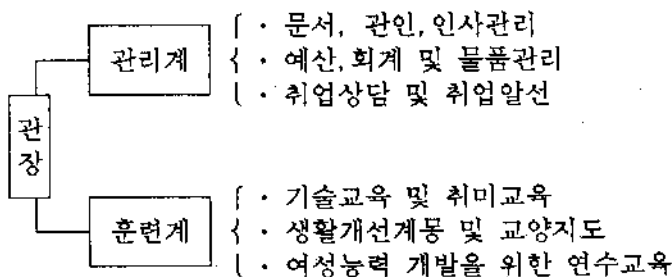 관장
관리계
· 문서, 관인, 인사관리
· 예산, 회계 및 물품관리
· 취업상담 및 취업알선
훈련계
· 기술교육 및 취미교육
· 생활개선계몽 및 교양지도
· 여성능력 개발을 위한 연수교육